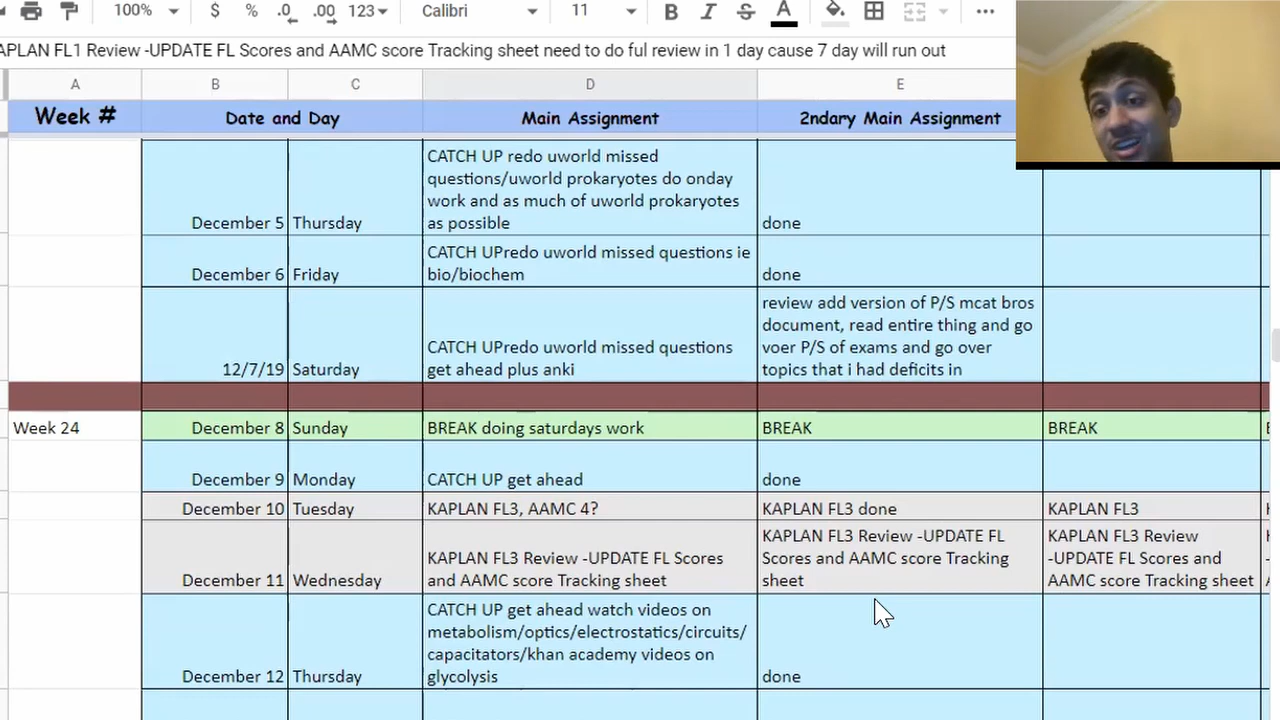 100% $ % .0 .00 123 Calibri 11 B I S A
APLAN FL1 Review -UPDATE FL Scores and AAMC score Tracking sheet need to do ful review in 1 day cause 7 day will run out
A B C D E
Week # Date and Day Main Assignment 2ndary Main Assignment
CATCH UP redo uworld missed
questions/uworld prokaryotes do onday
work and as much of uworld prokaryotes
December 5 Thursday as possible done
CATCH UPredo uworld missed questions ie
December 6 Friday bio/biochem done
review add version of P/S mcat bros
document, read entire thing and go
CATCH UPredo uworld missed questions voer P/S of exams and go over
12/7/19 Saturday get ahead plus anki topics that i had deficits in
Week 24 December 8 Sunday BREAK doing saturdays work BREAK BREAK
December 9 Monday CATCH UP get ahead done
December 10 Tuesday KAPLAN FL3, AAMC 4? KAPLAN FL3 done KAPLAN FL3
KAPLAN FL3 Review -UPDATE FL KAPLAN FL3 Review
KAPLAN FL3 Review -UPDATE FL Scores Scores and AAMC score Tracking -UPDATE FL Scores and
December 11 Wednesday and AAMC score Tracking sheet sheet AAMC score Tracking sheet
CATCH UP get ahead watch videos on
metabolism/optics/electrostatics/circuits/
capacitators/khan academy videos on
December 12 Thursday glycolysis done